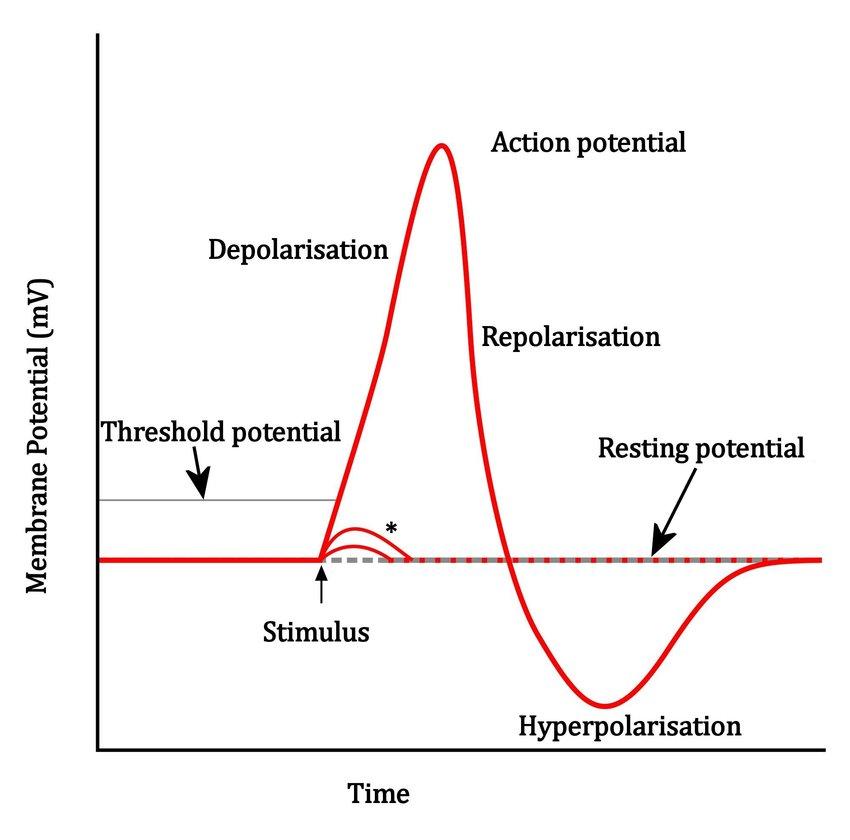 Action potential
Depolarisation
Repolarisation
Threshold potential
Resting potential
*
Stimulus
Hyperpolarisation
Membrane Potential (mV)
Time